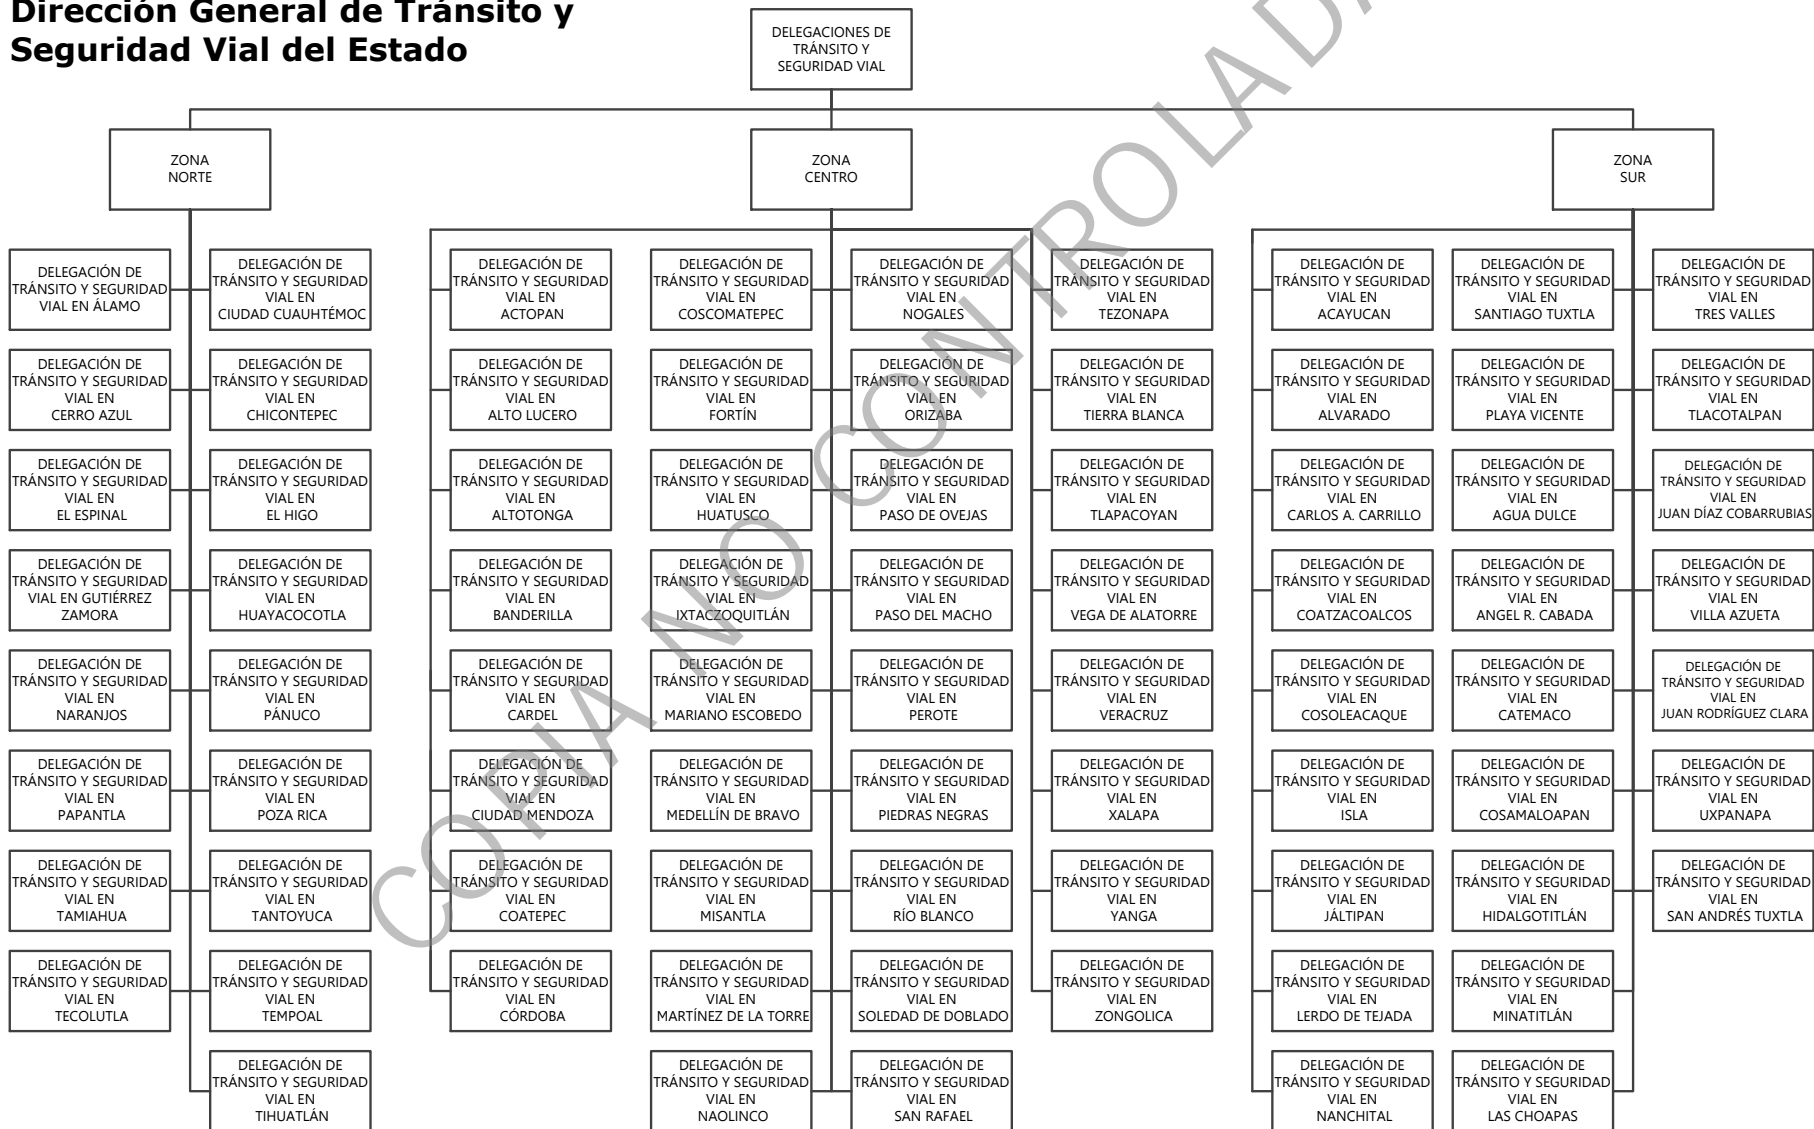 Dirección General de Tránsito y
Seguridad Vial del Estado
DELEGACIONES DE
TRÁNSITO Y
SEGURIDAD VIAL
ZONA
NORTE
ZONA
CENTRO
ZONA
SUR
DELEGACIÓN DE
TRÁNSITO Y SEGURIDAD
VIAL EN ÁLAMO
DELEGACIÓN DE
TRÁNSITO Y SEGURIDAD
VIAL EN
CERRO AZUL
DELEGACIÓN DE
TRÁNSITO Y SEGURIDAD
VIAL EN
EL ESPINAL
DELEGACIÓN DE
TRÁNSITO Y SEGURIDAD
VIAL EN GUTIÉRREZ
ZAMORA
DELEGACIÓN DE
TRÁNSITO Y SEGURIDAD
VIAL EN
NARANJOS
DELEGACIÓN DE
TRÁNSITO Y SEGURIDAD
VIAL EN
PAPANTLA
DELEGACIÓN DE
TRÁNSITO Y SEGURIDAD
VIAL EN
TAMIAHUA
DELEGACIÓN DE
TRÁNSITO Y SEGURIDAD
VIAL EN
TECOLUTLA
DELEGACIÓN DE
TRÁNSITO Y SEGURIDAD
VIAL EN
CIUDAD CUAUHTÉMOC
DELEGACIÓN DE
TRÁNSITO Y SEGURIDAD
VIAL EN
CHICONTEPEC
DELEGACIÓN DE
TRÁNSITO Y SEGURIDAD
VIAL EN
EL HIGO
DELEGACIÓN DE
TRÁNSITO Y SEGURIDAD
VIAL EN
HUAYACOCOTLA
DELEGACIÓN DE
TRÁNSITO Y SEGURIDAD
VIAL EN
PÁNUCO
DELEGACIÓN DE
TRÁNSITO Y SEGURIDAD
VIAL EN
POZA RICA
DELEGACIÓN DE
TRÁNSITO Y SEGURIDAD
VIAL EN
TANTOYUCA
DELEGACIÓN DE
TRÁNSITO Y SEGURIDAD
VIAL EN
TEMPOAL
DELEGACIÓN DE
TRÁNSITO Y SEGURIDAD
VIAL EN
TIHUATLÁN
DELEGACIÓN DE
TRÁNSITO Y SEGURIDAD
VIAL EN
ACTOPAN
DELEGACIÓN DE
TRÁNSITO Y SEGURIDAD
VIAL EN
ALTO LUCERO
DELEGACIÓN DE
TRÁNSITO Y SEGURIDAD
VIAL EN
ALTOTONGA
DELEGACIÓN DE
TRÁNSITO Y SEGURIDAD
VIAL EN
BANDERILLA
DELEGACIÓN DE
TRÁNSITO Y SEGURIDAD
VIAL EN
CARDEL
DELEGACIÓN DE
TRÁNSITO Y SEGURIDAD
VIAL EN
CIUDAD MENDOZA
DELEGACIÓN DE
TRÁNSITO Y SEGURIDAD
VIAL EN
COATEPEC
DELEGACIÓN DE
TRÁNSITO Y SEGURIDAD
VIAL EN
CÓRDOBA
DELEGACIÓN DE
TRÁNSITO Y SEGURIDAD
VIAL EN
COSCOMATEPEC
DELEGACIÓN DE
TRÁNSITO Y SEGURIDAD
VIAL EN
FORTÍN
DELEGACIÓN DE
TRÁNSITO Y SEGURIDAD
VIAL EN
HUATUSCO
DELEGACIÓN DE
TRÁNSITO Y SEGURIDAD
VIAL EN
IXTACZOQUITLÁN
DELEGACIÓN DE
TRÁNSITO Y SEGURIDAD
VIAL EN
MARIANO ESCOBEDO
DELEGACIÓN DE
TRÁNSITO Y SEGURIDAD
VIAL EN
MEDELLÍN DE BRAVO
DELEGACIÓN DE
TRÁNSITO Y SEGURIDAD
VIAL EN
MISANTLA
DELEGACIÓN DE
TRÁNSITO Y SEGURIDAD
VIAL EN
MARTÍNEZ DE LA TORRE
DELEGACIÓN DE
TRÁNSITO Y SEGURIDAD
VIAL EN
NAOLINCO
DELEGACIÓN DE
TRÁNSITO Y SEGURIDAD
VIAL EN
NOGALES
DELEGACIÓN DE
TRÁNSITO Y SEGURIDAD
VIAL EN
ORIZABA
DELEGACIÓN DE
TRÁNSITO Y SEGURIDAD
VIAL EN
PASO DE OVEJAS
DELEGACIÓN DE
TRÁNSITO Y SEGURIDAD
VIAL EN
PASO DEL MACHO
DELEGACIÓN DE
TRÁNSITO Y SEGURIDAD
VIAL EN
PEROTE
DELEGACIÓN DE
TRÁNSITO Y SEGURIDAD
VIAL EN
PIEDRAS NEGRAS
DELEGACIÓN DE
TRÁNSITO Y SEGURIDAD
VIAL EN
RÍO BLANCO
DELEGACIÓN DE
TRÁNSITO Y SEGURIDAD
VIAL EN
SOLEDAD DE DOBLADO
DELEGACIÓN DE
TRÁNSITO Y SEGURIDAD
VIAL EN
SAN RAFAEL
DELEGACIÓN DE
TRÁNSITO Y SEGURIDAD
VIAL EN
TEZONAPA
DELEGACIÓN DE
TRÁNSITO Y SEGURIDAD
VIAL EN
TIERRA BLANCA
DELEGACIÓN DE
TRÁNSITO Y SEGURIDAD
VIAL EN
TLAPACOYAN
DELEGACIÓN DE
TRÁNSITO Y SEGURIDAD
VIAL EN
VEGA DE ALATORRE
DELEGACIÓN DE
TRÁNSITO Y SEGURIDAD
VIAL EN
VERACRUZ
DELEGACIÓN DE
TRÁNSITO Y SEGURIDAD
VIAL EN
XALAPA
DELEGACIÓN DE
TRÁNSITO Y SEGURIDAD
VIAL EN
YANGA
DELEGACIÓN DE
TRÁNSITO Y SEGURIDAD
VIAL EN
ZONGOLICA
DELEGACIÓN DE
TRÁNSITO Y SEGURIDAD
VIAL EN
ACAYUCAN
DELEGACIÓN DE
TRÁNSITO Y SEGURIDAD
VIAL EN
ALVARADO
DELEGACIÓN DE
TRÁNSITO Y SEGURIDAD
VIAL EN
CARLOS A. CARRILLO
DELEGACIÓN DE
TRÁNSITO Y SEGURIDAD
VIAL EN
COATZACOALCOS
DELEGACIÓN DE
TRÁNSITO Y SEGURIDAD
VIAL EN
COSOLEACAQUE
DELEGACIÓN DE
TRÁNSITO Y SEGURIDAD
VIAL EN
ISLA
DELEGACIÓN DE
TRÁNSITO Y SEGURIDAD
VIAL EN
JÁLTIPAN
DELEGACIÓN DE
TRÁNSITO Y SEGURIDAD
VIAL EN
LERDO DE TEJADA
DELEGACIÓN DE
TRÁNSITO Y SEGURIDAD
VIAL EN
NANCHITAL
DELEGACIÓN DE
TRÁNSITO Y SEGURIDAD
VIAL EN
SANTIAGO TUXTLA
DELEGACIÓN DE
TRÁNSITO Y SEGURIDAD
VIAL EN
PLAYA VICENTE
DELEGACIÓN DE
TRÁNSITO Y SEGURIDAD
VIAL EN
AGUA DULCE
DELEGACIÓN DE
TRÁNSITO Y SEGURIDAD
VIAL EN
ANGEL R. CABADA
DELEGACIÓN DE
TRÁNSITO Y SEGURIDAD
VIAL EN
CATEMACO
DELEGACIÓN DE
TRÁNSITO Y SEGURIDAD
VIAL EN
COSAMALOAPAN
DELEGACIÓN DE
TRÁNSITO Y SEGURIDAD
VIAL EN
HIDALGOTITLÁN
DELEGACIÓN DE
TRÁNSITO Y SEGURIDAD
VIAL EN
MINATITLÁN
DELEGACIÓN DE
TRÁNSITO Y SEGURIDAD
VIAL EN
LAS CHOAPAS
DELEGACIÓN DE
TRÁNSITO Y SEGURIDAD
VIAL EN
TRES VALLES
DELEGACIÓN DE
TRÁNSITO Y SEGURIDAD
VIAL EN
TLACOTALPAN
DELEGACIÓN DE
TRÁNSITO Y SEGURIDAD
VIAL EN
JUAN DÍAZ COBARRUBIAS
DELEGACIÓN DE
TRÁNSITO Y SEGURIDAD
VIAL EN
VILLA AZUETA
DELEGACIÓN DE
TRÁNSITO Y SEGURIDAD
VIAL EN
JUAN RODRÍGUEZ CLARA
DELEGACIÓN DE
TRÁNSITO Y SEGURIDAD
VIAL EN
UXPANAPA
DELEGACIÓN DE
TRÁNSITO Y SEGURIDAD
VIAL EN
SAN ANDRÉS TUXTLA
COPIA NO CONTROLADA